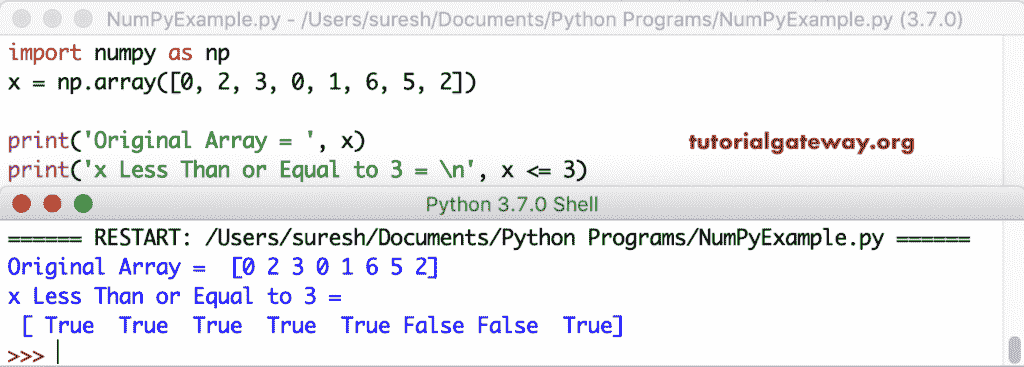 NumPyExample.py - /Users/suresh/Documents/Python Programs/NumPyExample.py (3.7.0)
import numpy as np
x = np.array([0, 2, 3, 0, 1, 6, 5, 2])
print('Original Array = ', x)
tutorialgateway.org
print('x Less Than or Equal to 3 = \n', x <= 3)
Python 3.7.0 Shell
====== RESTART: /Users/suresh/Documents/Python Programs/NumPyExample.py ======
Original Array =  [0 2 3 0 1 6 5 2]
x Less Than or Equal to 3 =
 [ True  True  True  True  True False False  True]
>>>